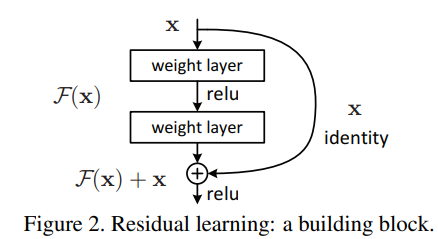 x
weight layer
F(x)
relu
x
weight layer
identity
F(x) + x
relu
Figure 2. Residual learning: a building block.